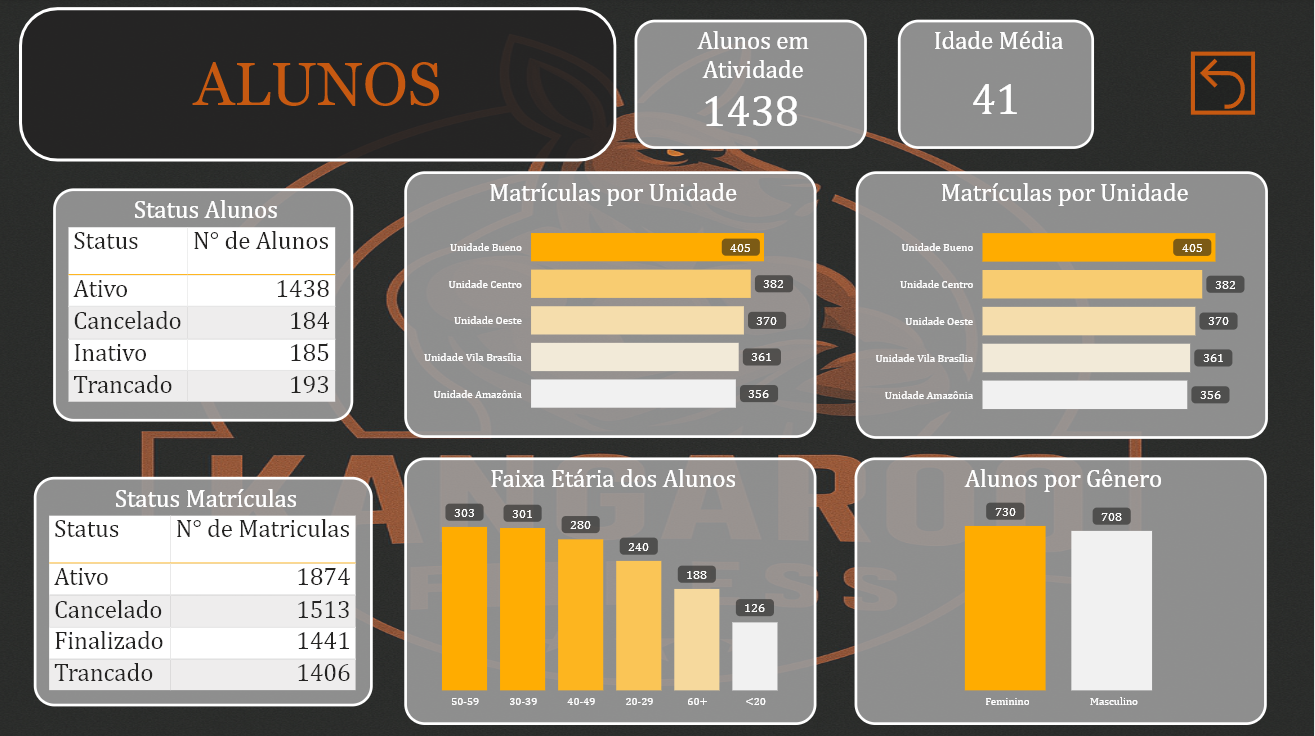 ALUNOS
Alunos em
Atividade
1438
Idade Média
41
Status Alunos
Status N° de Alunos
Ativo 1438
Cancelado 184
Inativo 185
Trancado 193
Matrículas por Unidade
Unidade Bueno 405
Unidade Centro 382
Unidade Oeste 370
Unidade Vila Brasília 361
Unidade Amazônia 356
Matrículas por Unidade
Unidade Bueno 405
Unidade Centro 382
Unidade Oeste 370
Unidade Vila Brasília 361
Unidade Amazônia 356
Status Matrículas
Status N° de Matriculas
Ativo 1874
Cancelado 1513
Finalizado 1441
Trancado 1406
Faixa Etária dos Alunos
303 301 280 240 188 126
50-59 30-39 40-49 20-29 60+ <20
Alunos por Gênero
730 708
Feminino Masculino
KANGAROO
FITNESS